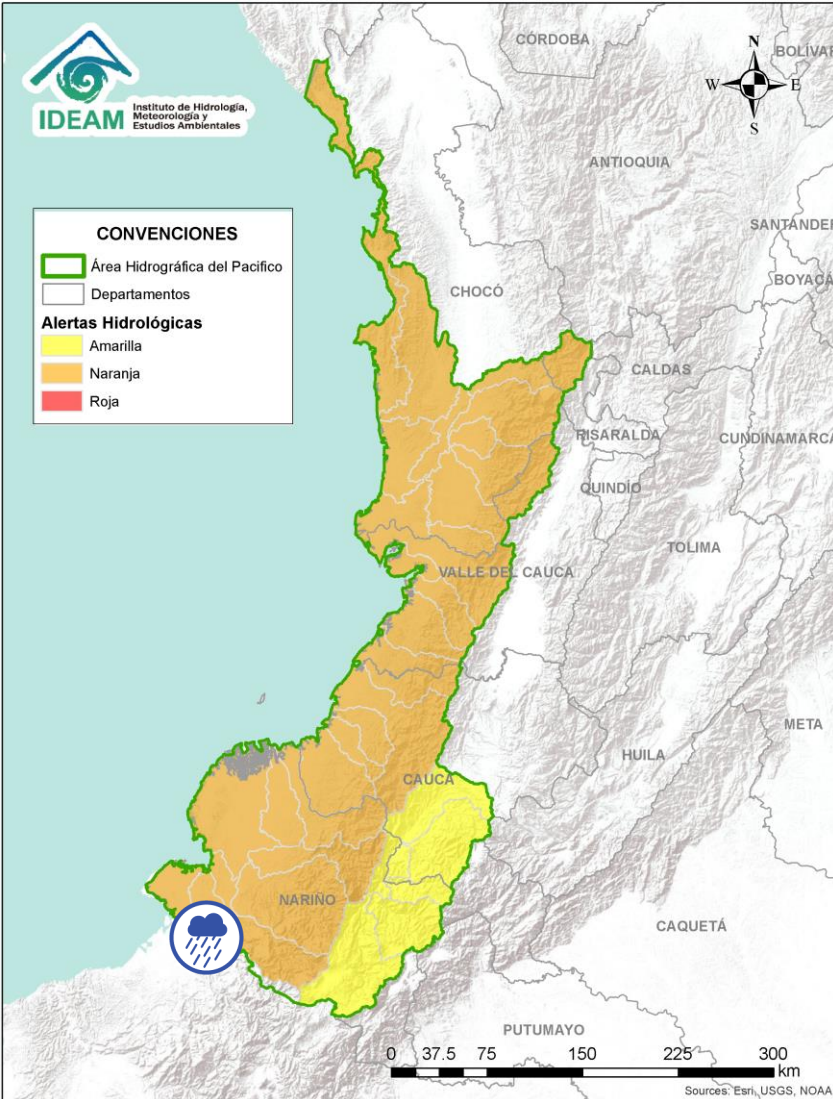 IDEAM
Instituto de Hidrología,
Meteorología y
Estudios Ambientales
N
W
E
S
CÓRDOBA
BOLÍVAR
ANTIOQUIA
SANTANDER
BOYACÁ
CHOCÓ
CONVENCIONES
Área Hidrográfica del Pacifico
Departamentos
Alertas Hidrológicas
Amarilla
Naranja
Roja
CALDAS
RISARALDA
CUNDINAMARCA
QUINDÍO
TOLIMA
VALLE DEL CAUCA
META
HUILA
CAUCA
NARIÑO
CAQUETÁ
PUTUMAYO
0 37.5 75 150 225 300
km
Sources: Esri, USGS, NOAA